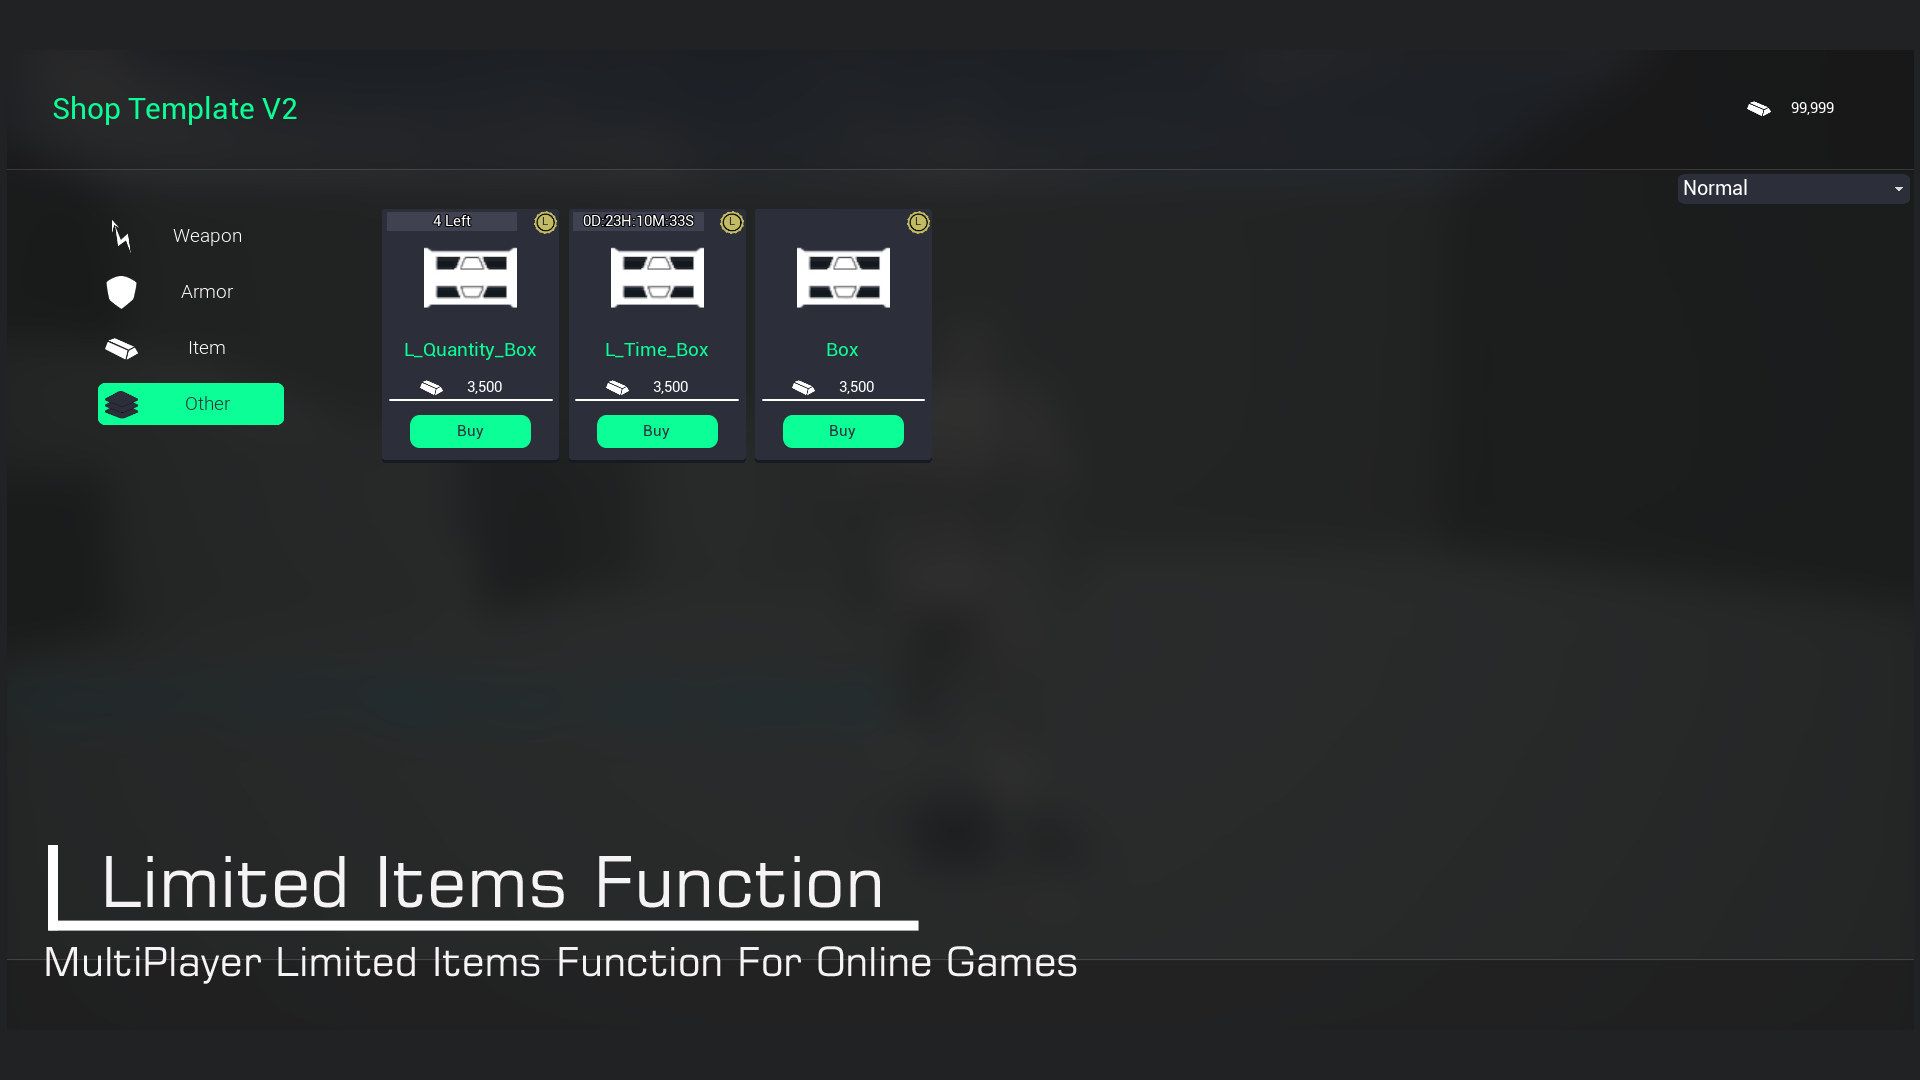 Shop Template V2
99,999
Normal
Weapon
Armor
Item
Other
4 Left
L
L_Quantity_Box
3,500
Buy
0D:23H:10M:33S
L
L_Time_Box
3,500
Buy
L
Box
3,500
Buy
Limited Items Function
MultiPlayer Limited Items Function For Online Games